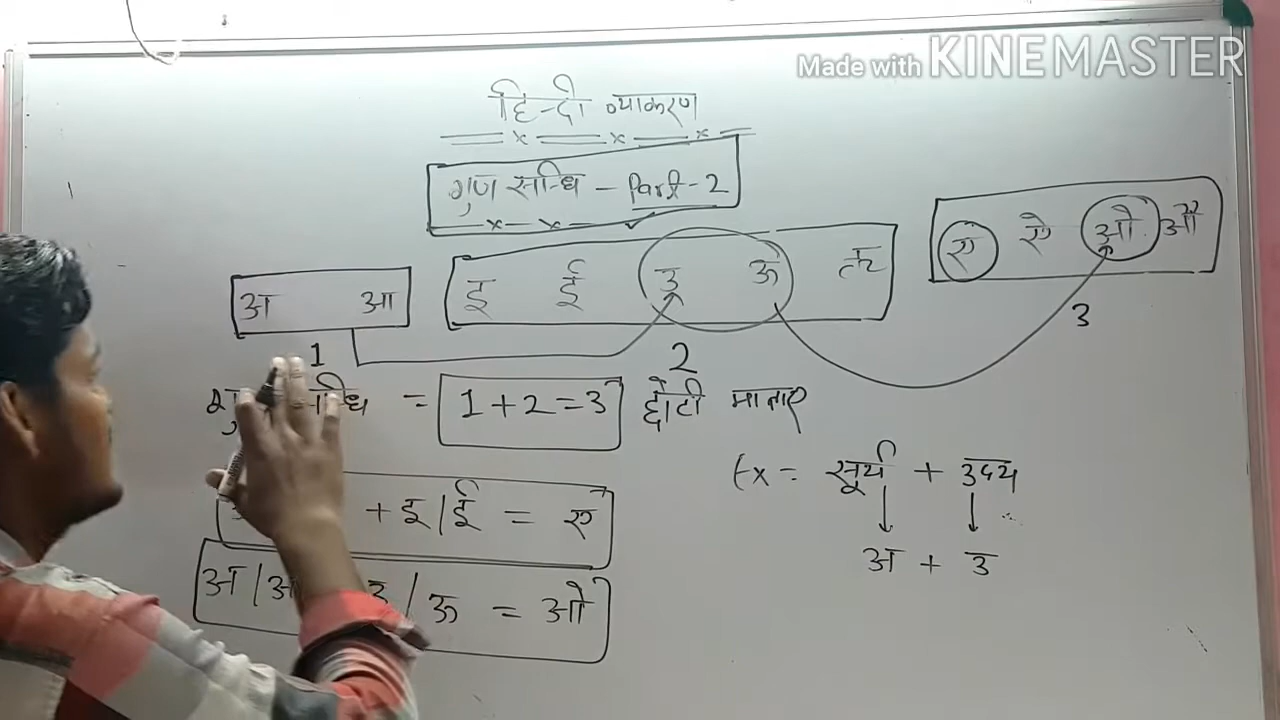 Made with KINEMASTER
हिन्दी व्याकरण
गुण सन्धि - Part-2
अ आ
इ ई उ ऊ ऋ
ए ऐ ओ औ
1
2
3
= 1+2=3 छोटी मात्राए
+ इ/ई = ए
अ/आ उ/ऊ = ओ
Ex = सूर्य + उदय
अ + उ